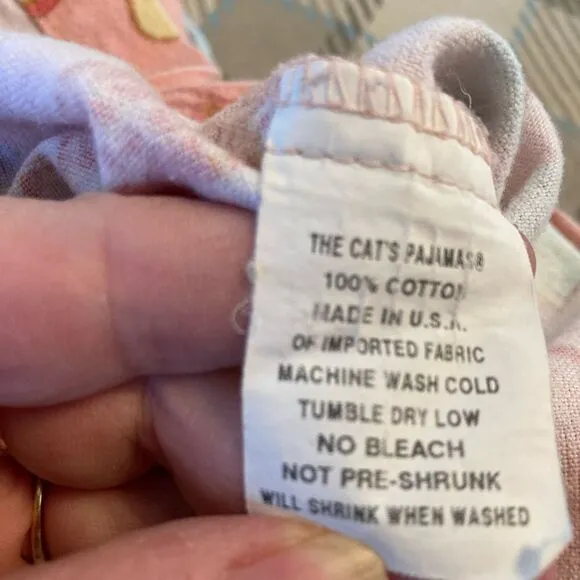 THE CAT'S PAJAMAS®
100% COTTON
MADE IN U.S.A.
OF IMPORTED FABRIC
MACHINE WASH COLD
TUMBLE DRY LOW
NO BLEACH
NOT PRE-SHRUNK
WILL SHRINK WHEN WASHED